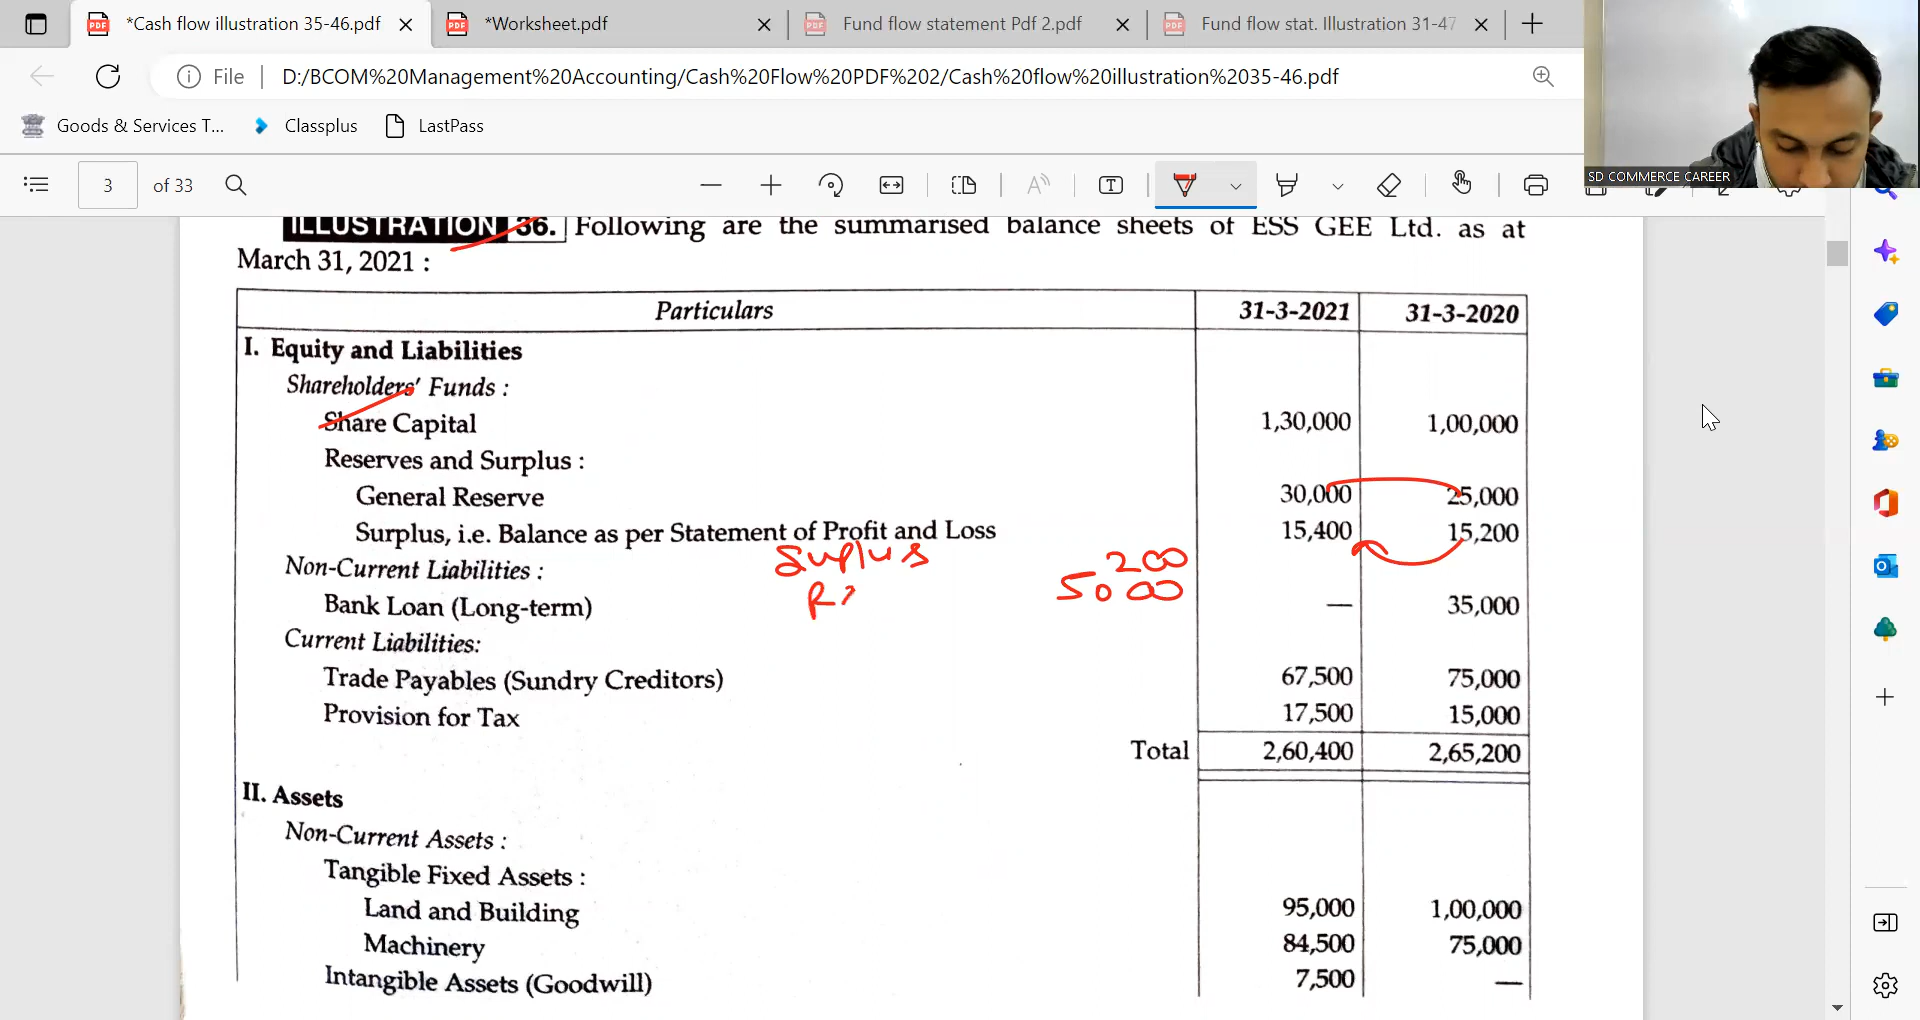 *Cash flow illustration 35-46.pdf
*Worksheet.pdf
Fund flow statement Pdf 2.pdf
Fund flow stat. Illustration 31-47
File D:/BCOM%20Management%20Accounting/Cash%20Flow%20PDF%202/Cash%20flow%20illustration%2035-46.pdf
Goods & Services T... Classplus LastPass
3 of 33
SD COMMERCE CAREER
ILLUSTRATION 36. Following are the summarised balance sheets of ESS GEE Ltd. as at
March 31, 2021 :
Particulars 31-3-2021 31-3-2020
I. Equity and Liabilities
Shareholders' Funds :
Share Capital 1,30,000 1,00,000
Reserves and Surplus :
General Reserve 30,000 25,000
Surplus, i.e. Balance as per Statement of Profit and Loss 15,400 15,200
Surplus 200
Non-Current Liabilities :
5000
Bank Loan (Long-term) — 35,000
Current Liabilities:
Trade Payables (Sundry Creditors) 67,500 75,000
Provision for Tax 17,500 15,000
Total 2,60,400 2,65,200
II. Assets
Non-Current Assets :
Tangible Fixed Assets :
Land and Building 95,000 1,00,000
Machinery 84,500 75,000
Intangible Assets (Goodwill) 7,500 —